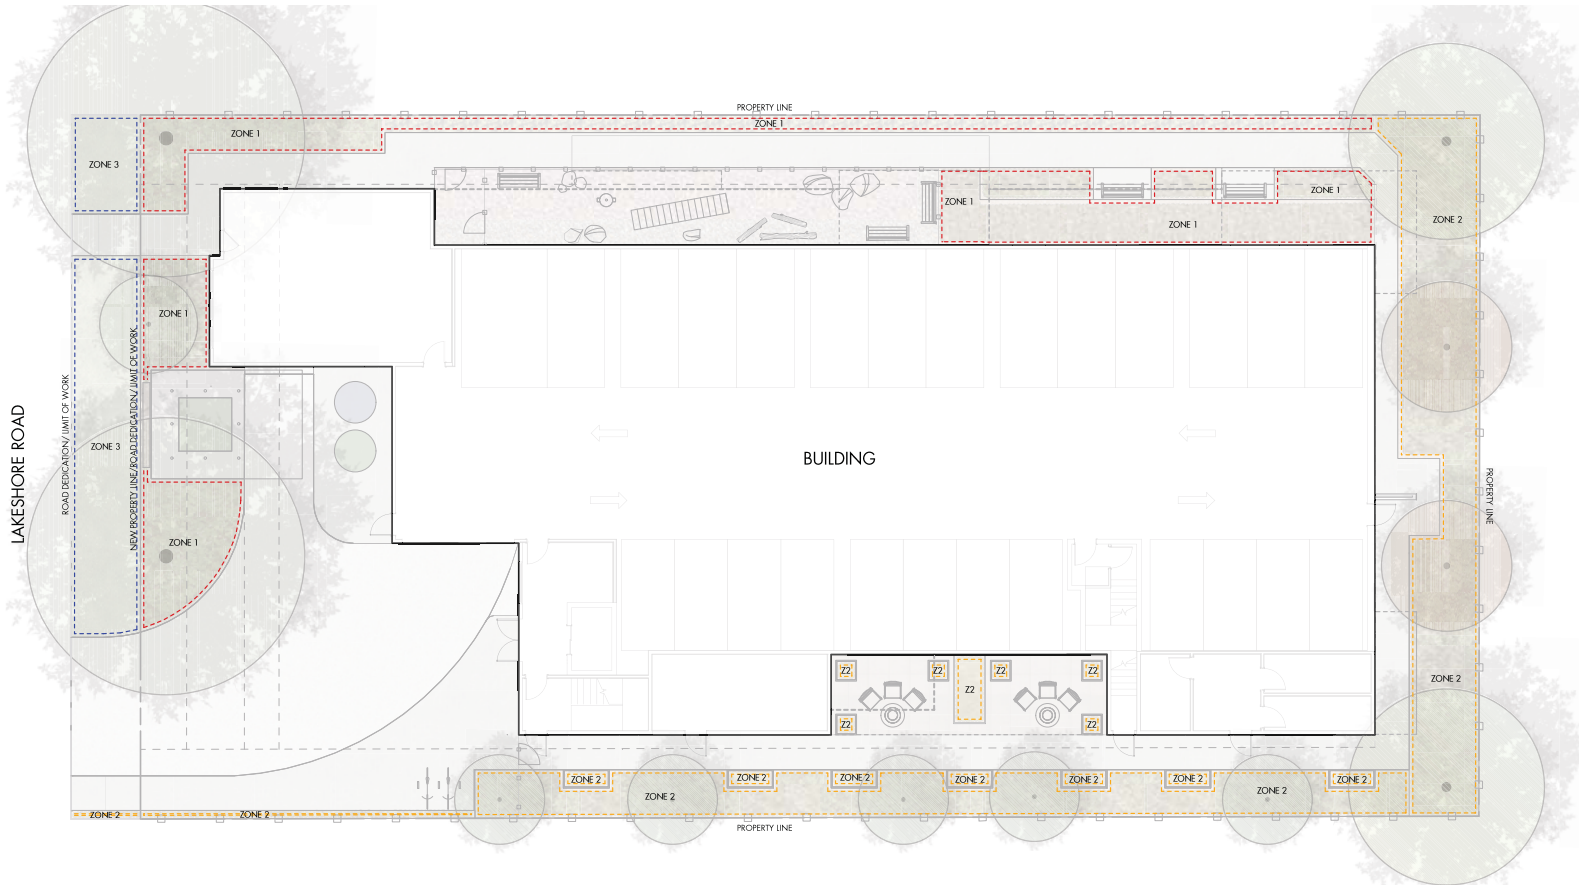 PROPERTY LINE
ZONE 1
ZONE 1
ZONE 3
ZONE 1
ZONE 1
ZONE 1
ZONE 2
ZONE 1
LAKESHORE ROAD
ROAD DEDICATION/ LIMIT OF WORK
NEW PROPERTY LINE/ROAD DEDICATION/ LIMIT OF WORK
ZONE 3
BUILDING
PROPERTY LINE
ZONE 1
Z2
Z2
Z2
Z2
Z2
Z2
Z2
ZONE 2
ZONE 2
ZONE 2
ZONE 2
ZONE 2
ZONE 2
ZONE 2
ZONE 2
ZONE 2
ZONE 2
ZONE 2
ZONE 2
PROPERTY LINE